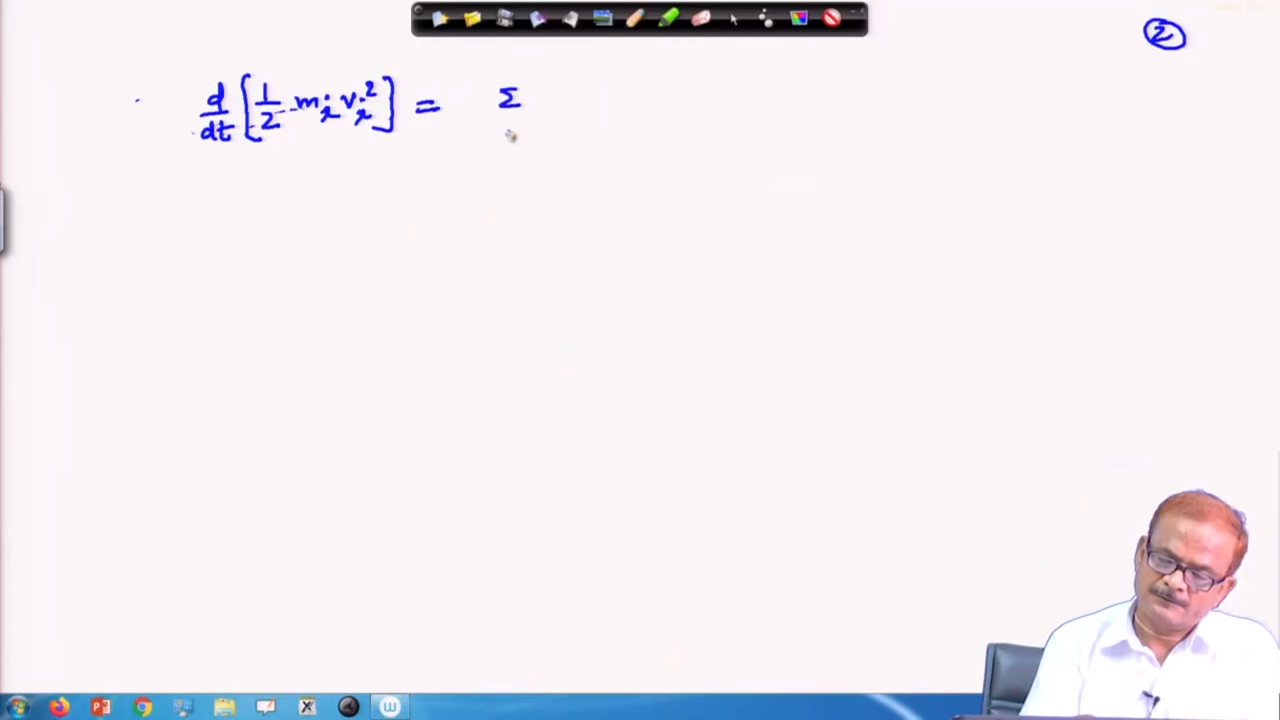 ②
d/dt [1/2 m_i v_i^2] = Σ